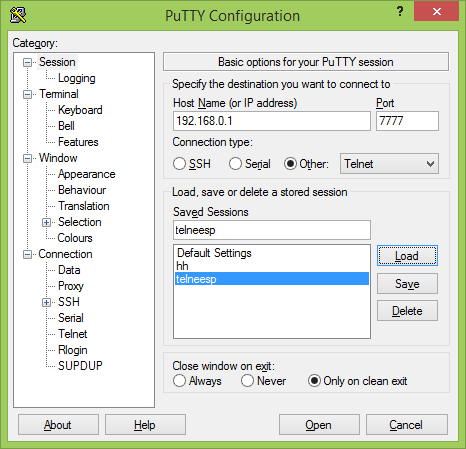 PuTTY Configuration
?
Category:
Session
Logging
Terminal
Keyboard
Bell
Features
Window
Appearance
Behaviour
Translation
Selection
Colours
Connection
Data
Proxy
SSH
Serial
Telnet
Rlogin
SUPDUP
Basic options for your PuTTY session
Specify the destination you want to connect to
Host Name (or IP address) Port
192.168.0.1 7777
Connection type:
SSH Serial Other: Telnet
Load, save or delete a stored session
Saved Sessions
telneesp
Default Settings
hh
telneesp
Load
Save
Delete
Close window on exit:
Always Never Only on clean exit
About Help Open Cancel